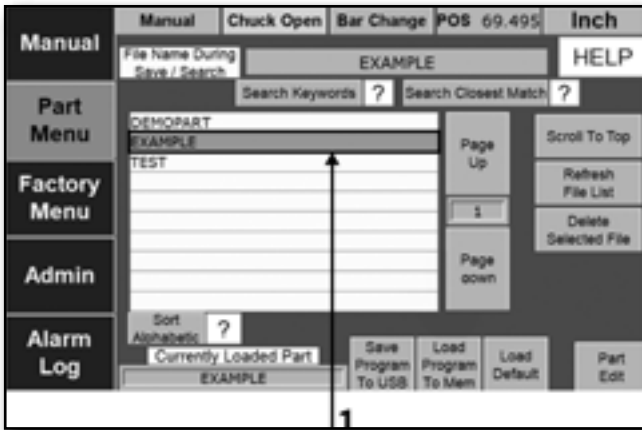 Manual
Chuck Open
Bar Change
POS 69.495
Inch
Manual
Part
Menu
Factory
Menu
Admin
Alarm
Log
File Name During
Save / Search
EXAMPLE
HELP
Search Keywords
?
Search Closest Match
?
DEMOPART
EXAMPLE
TEST
Page
Up
1
Page
down
Scroll To Top
Refresh
File List
Delete
Selected File
Sort
Alphabetic
?
Currently Loaded Part
EXAMPLE
Save
Program
To USB
Load
Program
To Mem
Load
Default
Part
Edit
1